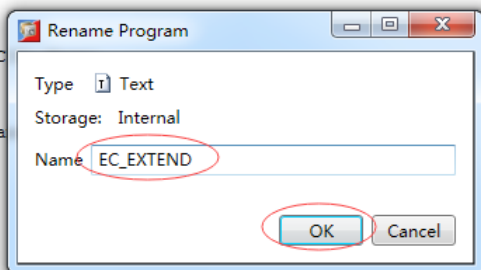 Rename Program
Type T Text
Storage: Internal
Name EC_EXTEND
OK Cancel